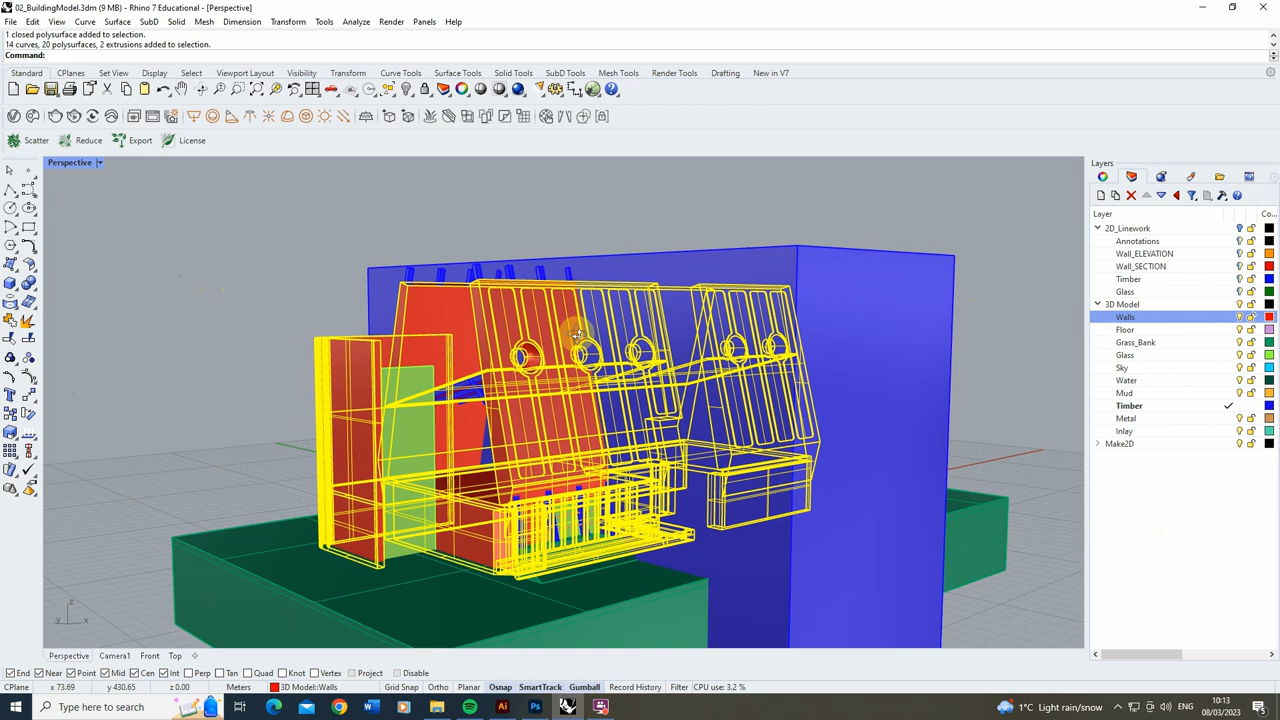 02_BuildingModel.3dm (9 MB) - Rhino 7 Educational - [Perspective]
File Edit View Curve Surface SubD Solid Mesh Dimension Transform Tools Analyze Render Panels Help
1 closed polysurface added to selection.
14 curves, 20 polysurfaces, 2 extrusions added to selection.
Command:
Standard CPlanes Set View Display Select Viewport Layout Visibility Transform Curve Tools Surface Tools Solid Tools SubD Tools Mesh Tools Render Tools Drafting New in V7
Scatter Reduce Export License
Perspective
Layers
Layer Co...
2D_Linework
Annotations
Wall_ELEVATION
Wall_SECTION
Timber
Glass
3D Model
Walls
Floor
Grass_Bank
Glass
Sky
Water
Mud
Timber
Metal
Inlay
Make2D
z
y x
Perspective Camera1 Front Top
End Near Point Mid Cen Int Perp Tan Quad Knot Vertex Project Disable
CPlane x 73.69 y 430.65 z 0.00 Meters 3D Model::Walls Grid Snap Ortho Planar Osnap SmartTrack Gumball Record History Filter CPU use: 3.2 %
Type here to search
1°C Light rain/snow
10:13
08/03/2023